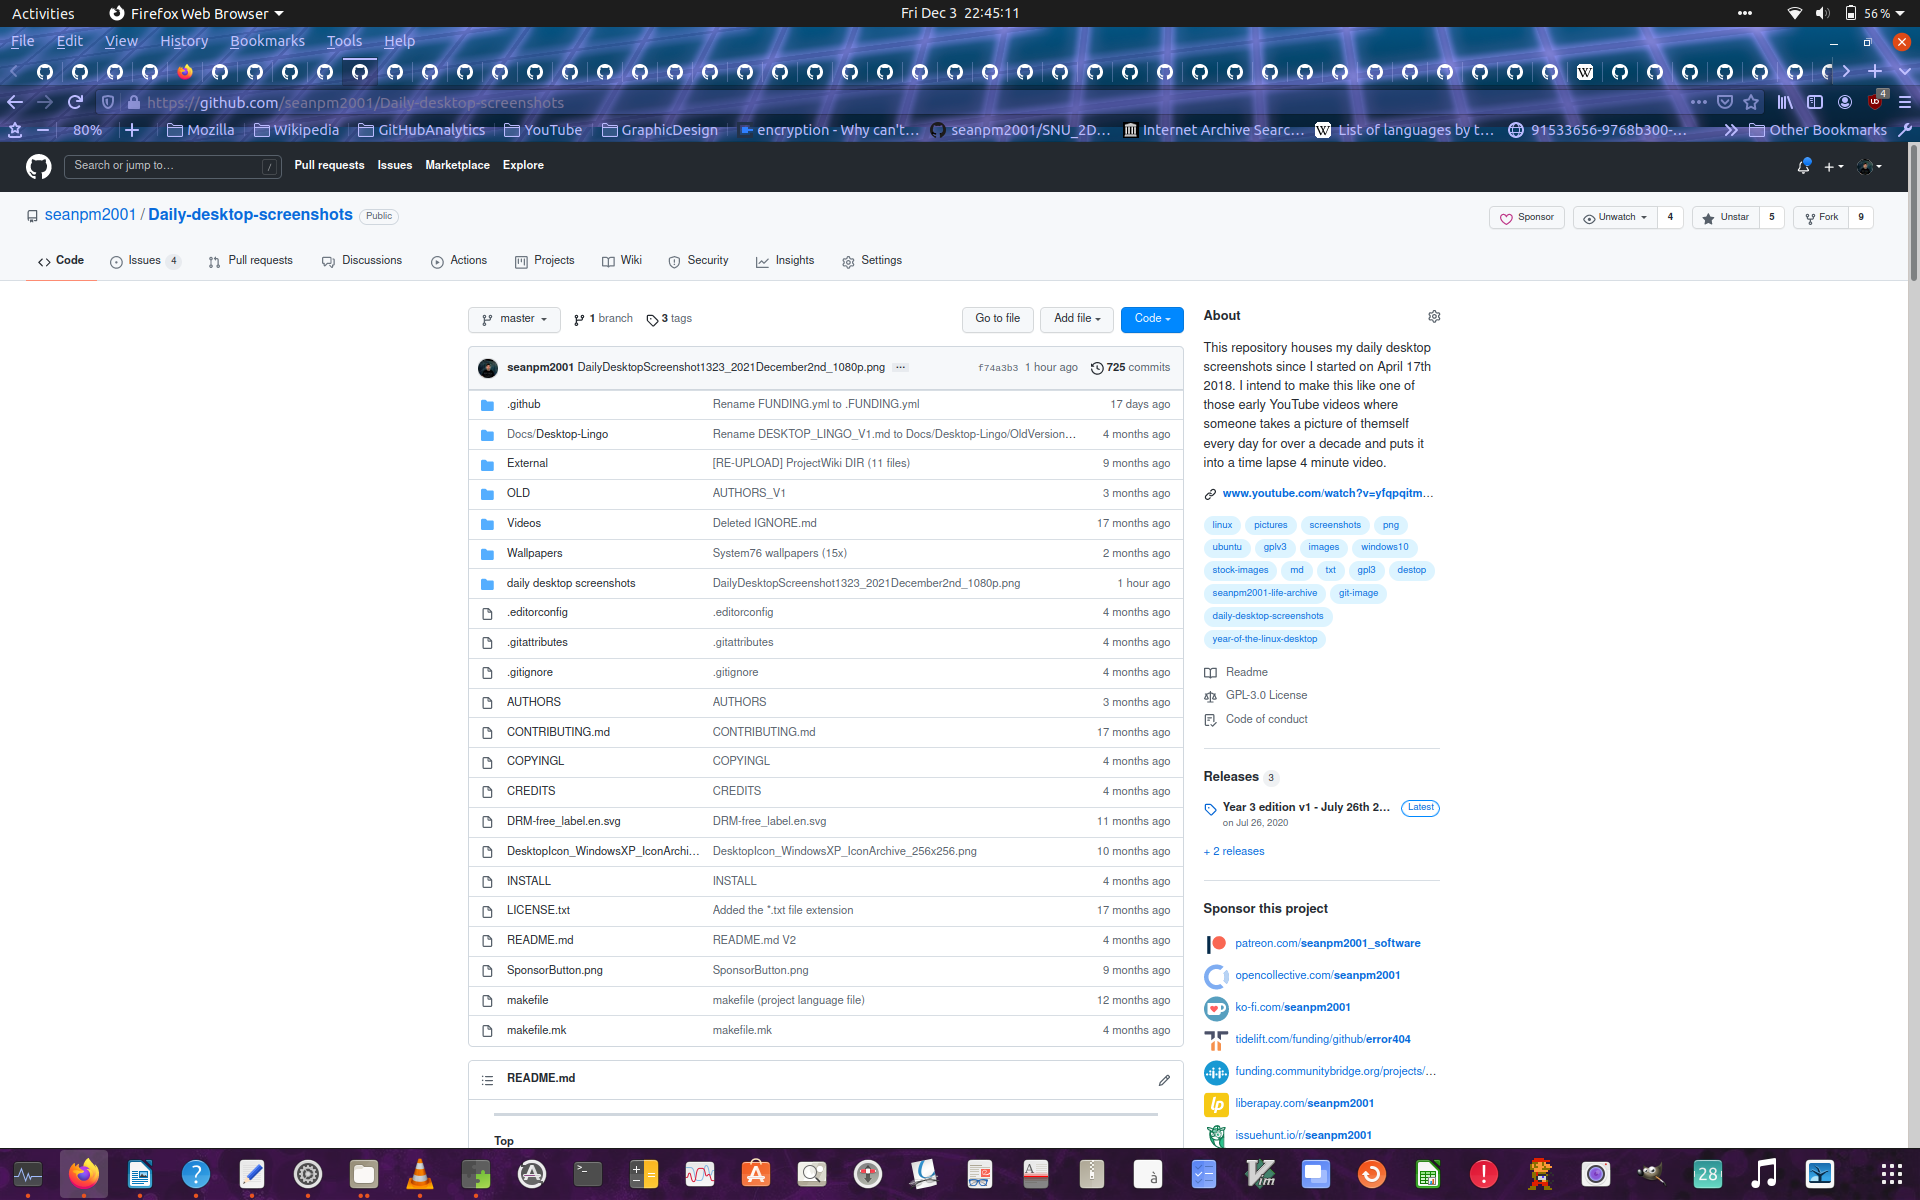 Activities Firefox Web Browser Fri Dec 3 22:45:11 56 %
File Edit View History Bookmarks Tools Help
https://github.com/seanpm2001/Daily-desktop-screenshots 4
80% Mozilla Wikipedia GitHubAnalytics YouTube GraphicDesign encryption - Why can't... seanpm2001/SNU_2D... Internet Archive Searc... List of languages by t... 91533656-9768b300-... Other Bookmarks
Search or jump to... / Pull requests Issues Marketplace Explore
seanpm2001 / Daily-desktop-screenshots Public Sponsor Unwatch 4 Unstar 5 Fork 9
Code Issues 4 Pull requests Discussions Actions Projects Wiki Security Insights Settings
master 1 branch 3 tags Go to file Add file Code
seanpm2001 DailyDesktopScreenshot1323_2021December2nd_1080p.png ... f74a3b3 1 hour ago 725 commits
.github Rename FUNDING.yml to .FUNDING.yml 17 days ago
Docs/Desktop-Lingo Rename DESKTOP_LINGO_V1.md to Docs/Desktop-Lingo/OldVersion... 4 months ago
External [RE-UPLOAD] ProjectWiki DIR (11 files) 9 months ago
OLD AUTHORS_V1 3 months ago
Videos Deleted IGNORE.md 17 months ago
Wallpapers System76 wallpapers (15x) 2 months ago
daily desktop screenshots DailyDesktopScreenshot1323_2021December2nd_1080p.png 1 hour ago
.editorconfig .editorconfig 4 months ago
.gitattributes .gitattributes 4 months ago
.gitignore .gitignore 4 months ago
AUTHORS AUTHORS 3 months ago
CONTRIBUTING.md CONTRIBUTING.md 17 months ago
COPYINGL COPYINGL 4 months ago
CREDITS CREDITS 4 months ago
DRM-free_label.en.svg DRM-free_label.en.svg 11 months ago
DesktopIcon_WindowsXP_IconArchi... DesktopIcon_WindowsXP_IconArchive_256x256.png 10 months ago
INSTALL INSTALL 4 months ago
LICENSE.txt Added the *.txt file extension 17 months ago
README.md README.md V2 4 months ago
SponsorButton.png SponsorButton.png 9 months ago
makefile makefile (project language file) 12 months ago
makefile.mk makefile.mk 4 months ago
README.md
Top
About
This repository houses my daily desktop
screenshots since I started on April 17th
2018. I intend to make this like one of
those early YouTube videos where
someone takes a picture of themself
every day for over a decade and puts it
into a time lapse 4 minute video.
www.youtube.com/watch?v=yfqpqitm...
linux pictures screenshots png
ubuntu gplv3 images windows10
stock-images md txt gpl3 destop
seanpm2001-life-archive git-image
daily-desktop-screenshots
year-of-the-linux-desktop
Readme
GPL-3.0 License
Code of conduct
Releases 3
Year 3 edition v1 - July 26th 2... Latest
on Jul 26, 2020
+ 2 releases
Sponsor this project
patreon.com/seanpm2001_software
opencollective.com/seanpm2001
ko-fi.com/seanpm2001
tidelift.com/funding/github/error404
funding.communitybridge.org/projects/...
liberapay.com/seanpm2001
issuehunt.io/r/seanpm2001
28